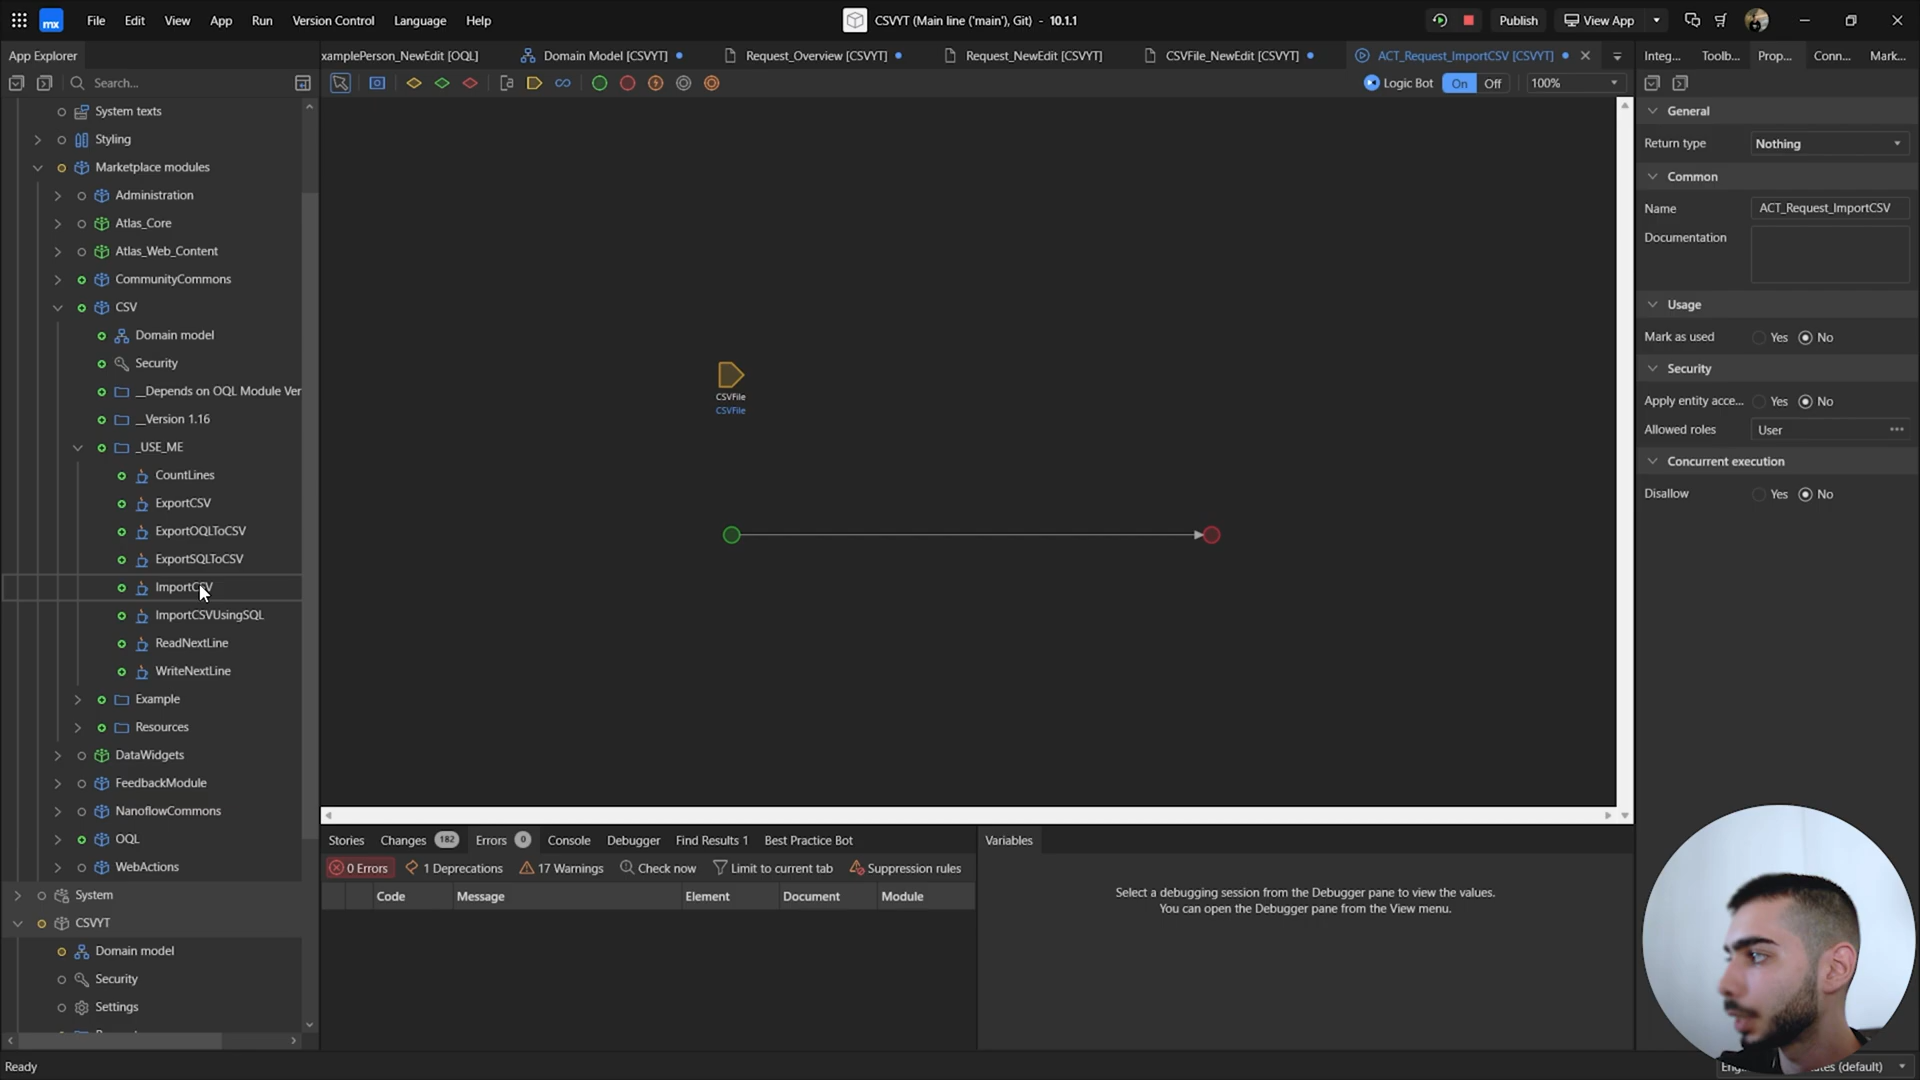 mx File Edit View App Run Version Control Language Help CSVYT (Main line ('main'), Git) - 10.1.1 Publish View App
App Explorer
Search...
System texts
Styling
Marketplace modules
Administration
Atlas_Core
Atlas_Web_Content
CommunityCommons
CSV
Domain model
Security
__Depends on OQL Module Ver
__Version 1.16
_USE_ME
CountLines
ExportCSV
ExportOQLToCSV
ExportSQLToCSV
ImportCSV
ImportCSVUsingSQL
ReadNextLine
WriteNextLine
Example
Resources
DataWidgets
FeedbackModule
NanoflowCommons
OQL
WebActions
System
CSVYT
Domain model
Security
Settings
xamplePerson_NewEdit [OQL] Domain Model [CSVYT] Request_Overview [CSVYT] Request_NewEdit [CSVYT] CSVFile_NewEdit [CSVYT] ACT_Request_ImportCSV [CSVYT]
Logic Bot On Off 100%
CSVFile
CSVFile
Stories Changes 182 Errors 0 Console Debugger Find Results 1 Best Practice Bot
0 Errors 1 Deprecations 17 Warnings Check now Limit to current tab Suppression rules
Code Message Element Document Module
Variables
Select a debugging session from the Debugger pane to view the values.
You can open the Debugger pane from the View menu.
Integ... Toolb... Prop... Conn... Mark...
General
Return type Nothing
Common
Name ACT_Request_ImportCSV
Documentation
Usage
Mark as used Yes No
Security
Apply entity acce... Yes No
Allowed roles User
Concurrent execution
Disallow Yes No
Ready
(default)